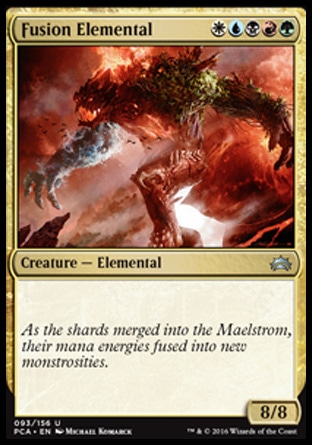 Fusion Elemental
Creature — Elemental
As the shards merged into the Maelstrom,
their mana energies fused into new
monstrosities.
8/8
093/156 U
PCA • EN Michael Komarck
™ & © 2016 Wizards of the Coast